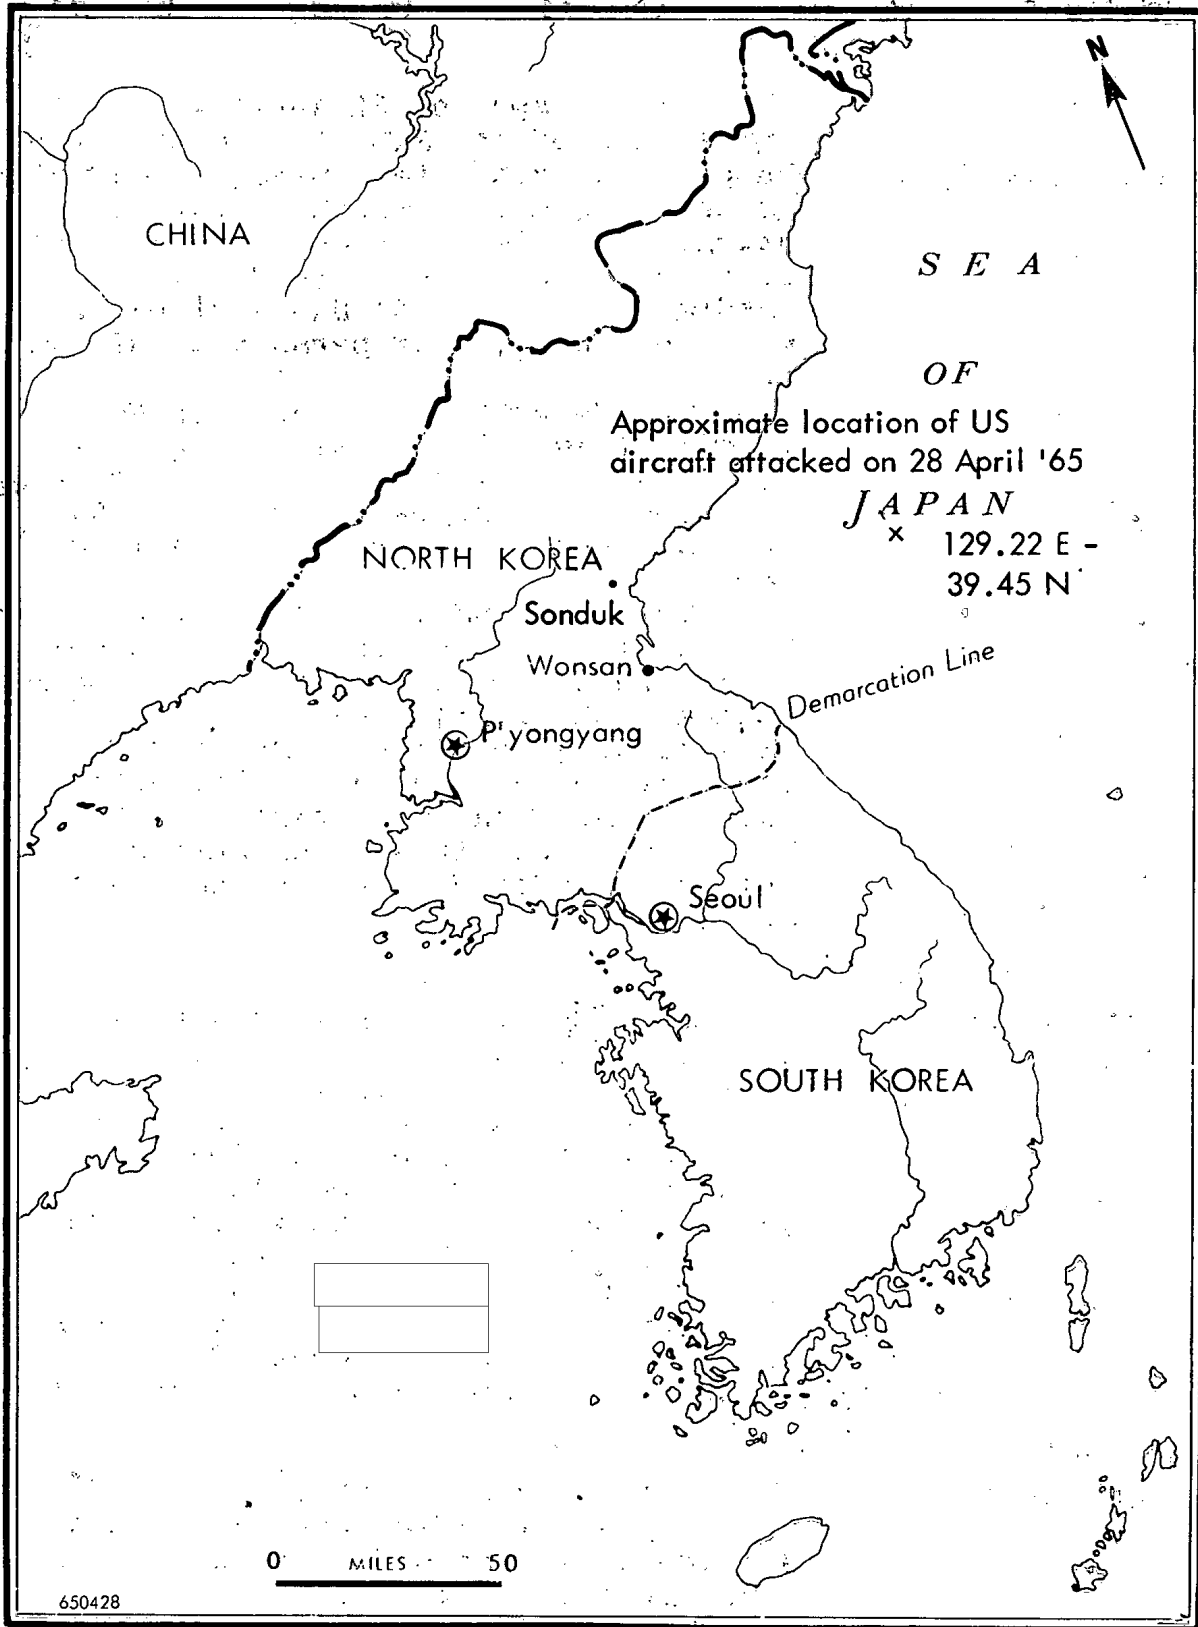 N
CHINA
SEA
OF
Approximate location of US
aircraft attacked on 28 April '65
JAPAN
x
129.22 E -
39.45 N
NORTH KOREA
Sonduk
Wonsan
Demarcation Line
P'yongyang
Seoul
SOUTH KOREA
0 MILES 50
650428